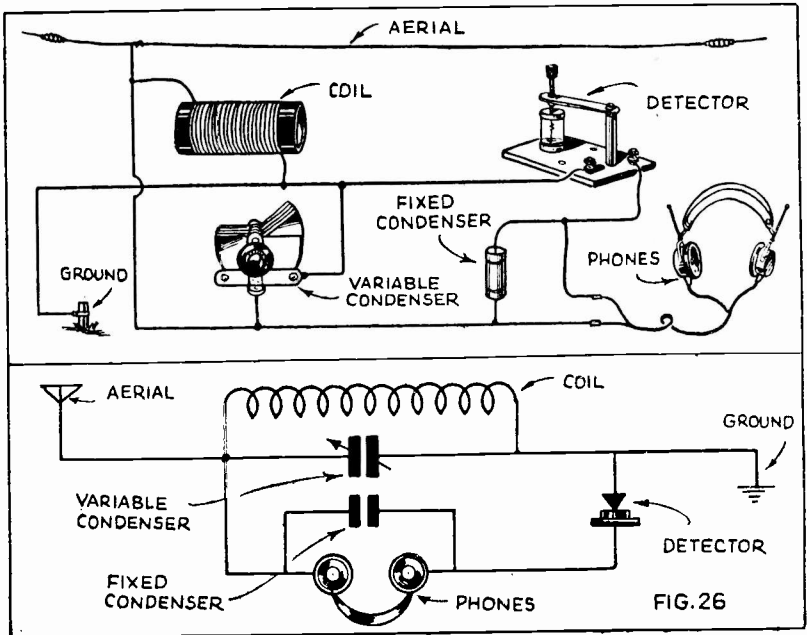 AERIAL
COIL
DETECTOR
FIXED
CONDENSER
PHONES
GROUND
VARIABLE
CONDENSER
AERIAL
COIL
GROUND
VARIABLE
CONDENSER
DETECTOR
FIXED
CONDENSER
PHONES
FIG.26